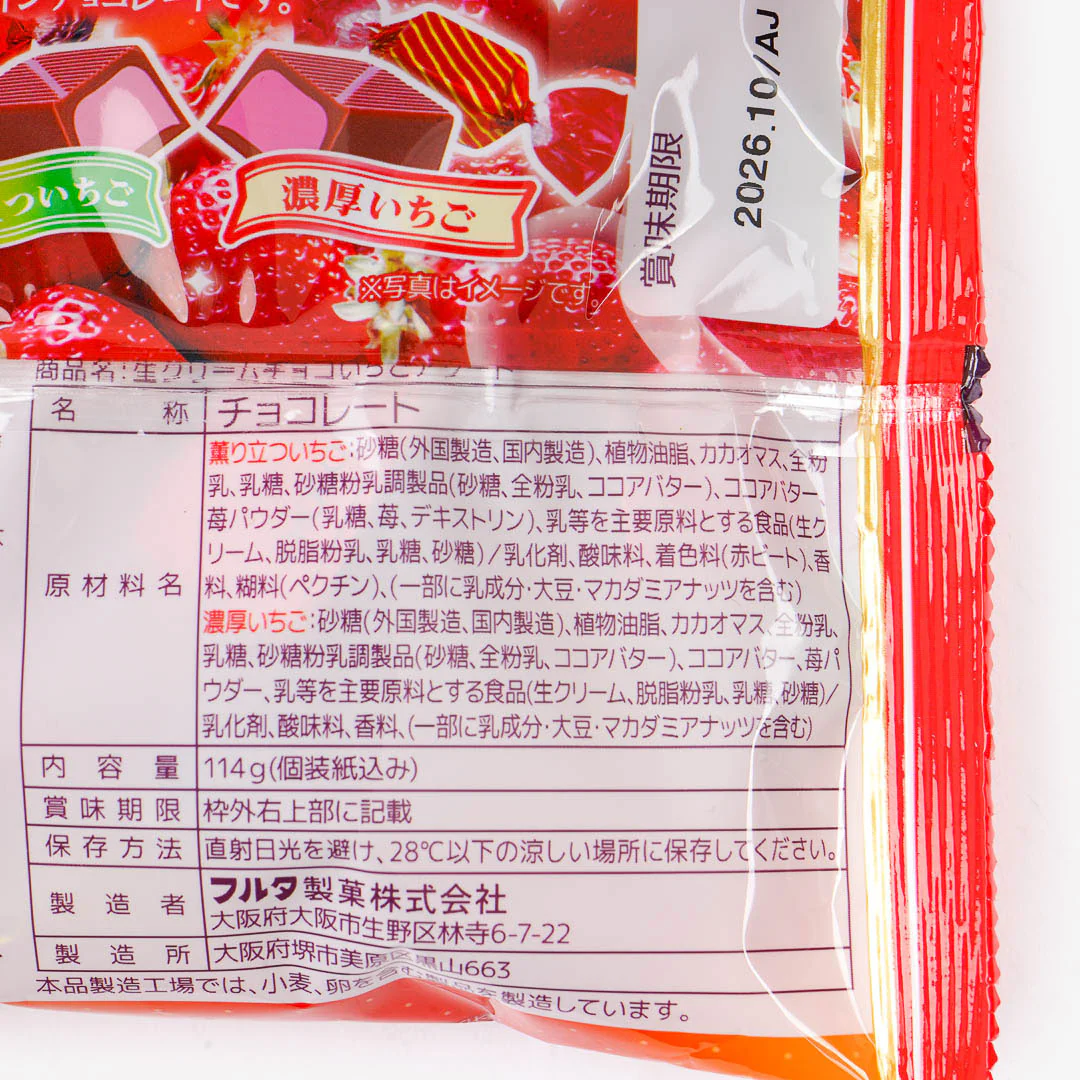 インチョコレートです。
ついちご
濃厚いちご
賞味期限
2026.10/AJ
※写真はイメージです。
商品名:生クリームチョコいちごアソート
名称 チョコレート
原材料名
薫り立ついちご:砂糖(外国製造、国内製造)、植物油脂、カカオマス、全粉
乳、乳糖、砂糖粉乳調製品(砂糖、全粉乳、ココアバター)、ココアバター、
苺パウダー(乳糖、苺、デキストリン)、乳等を主要原料とする食品(生ク
リーム、脱脂粉乳、乳糖、砂糖)/乳化剤、酸味料、着色料(赤ビート)、香
料、糊料(ペクチン)、(一部に乳成分・大豆・マカダミアナッツを含む)
濃厚いちご:砂糖(外国製造、国内製造)、植物油脂、カカオマス、全粉乳、
乳糖、砂糖粉乳調製品(砂糖、全粉乳、ココアバター)、ココアバター、苺パ
ウダー、乳等を主要原料とする食品(生クリーム、脱脂粉乳、乳糖、砂糖)/
乳化剤、酸味料、香料、(一部に乳成分・大豆・マカダミアナッツを含む)
内容量 114g(個装紙込み)
賞味期限 枠外右上部に記載
保存方法 直射日光を避け、28℃以下の涼しい場所に保存してください。
製造者 フルタ製菓株式会社
大阪府大阪市生野区林寺6-7-22
製造所 大阪府堺市美原区黒山663
本品製造工場では、小麦、卵を含む製品を製造しています。